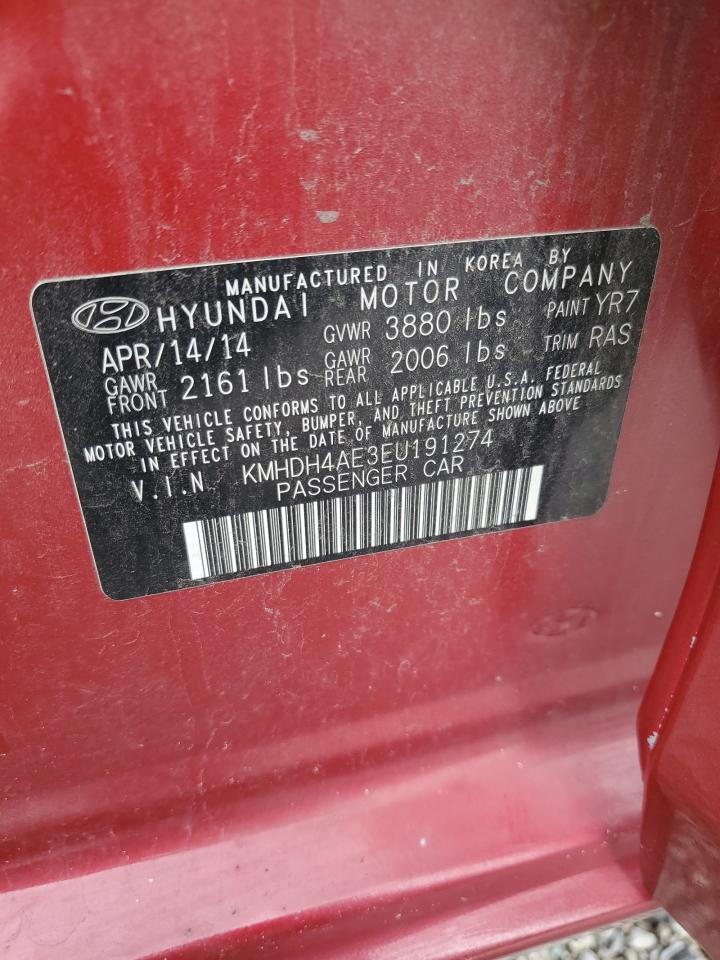 MANUFACTURED IN KOREA BY
HYUNDAI MOTOR COMPANY
APR/14/14 GVWR 3880 lbs PAINT YR7
GAWR FRONT 2161 lbs GAWR REAR 2006 lbs TRIM RAS
THIS VEHICLE CONFORMS TO ALL APPLICABLE U.S.A. FEDERAL
MOTOR VEHICLE SAFETY, BUMPER, AND THEFT PREVENTION STANDARDS
IN EFFECT ON THE DATE OF MANUFACTURE SHOWN ABOVE
V.I.N. KMHDH4AE3EU191274
PASSENGER CAR